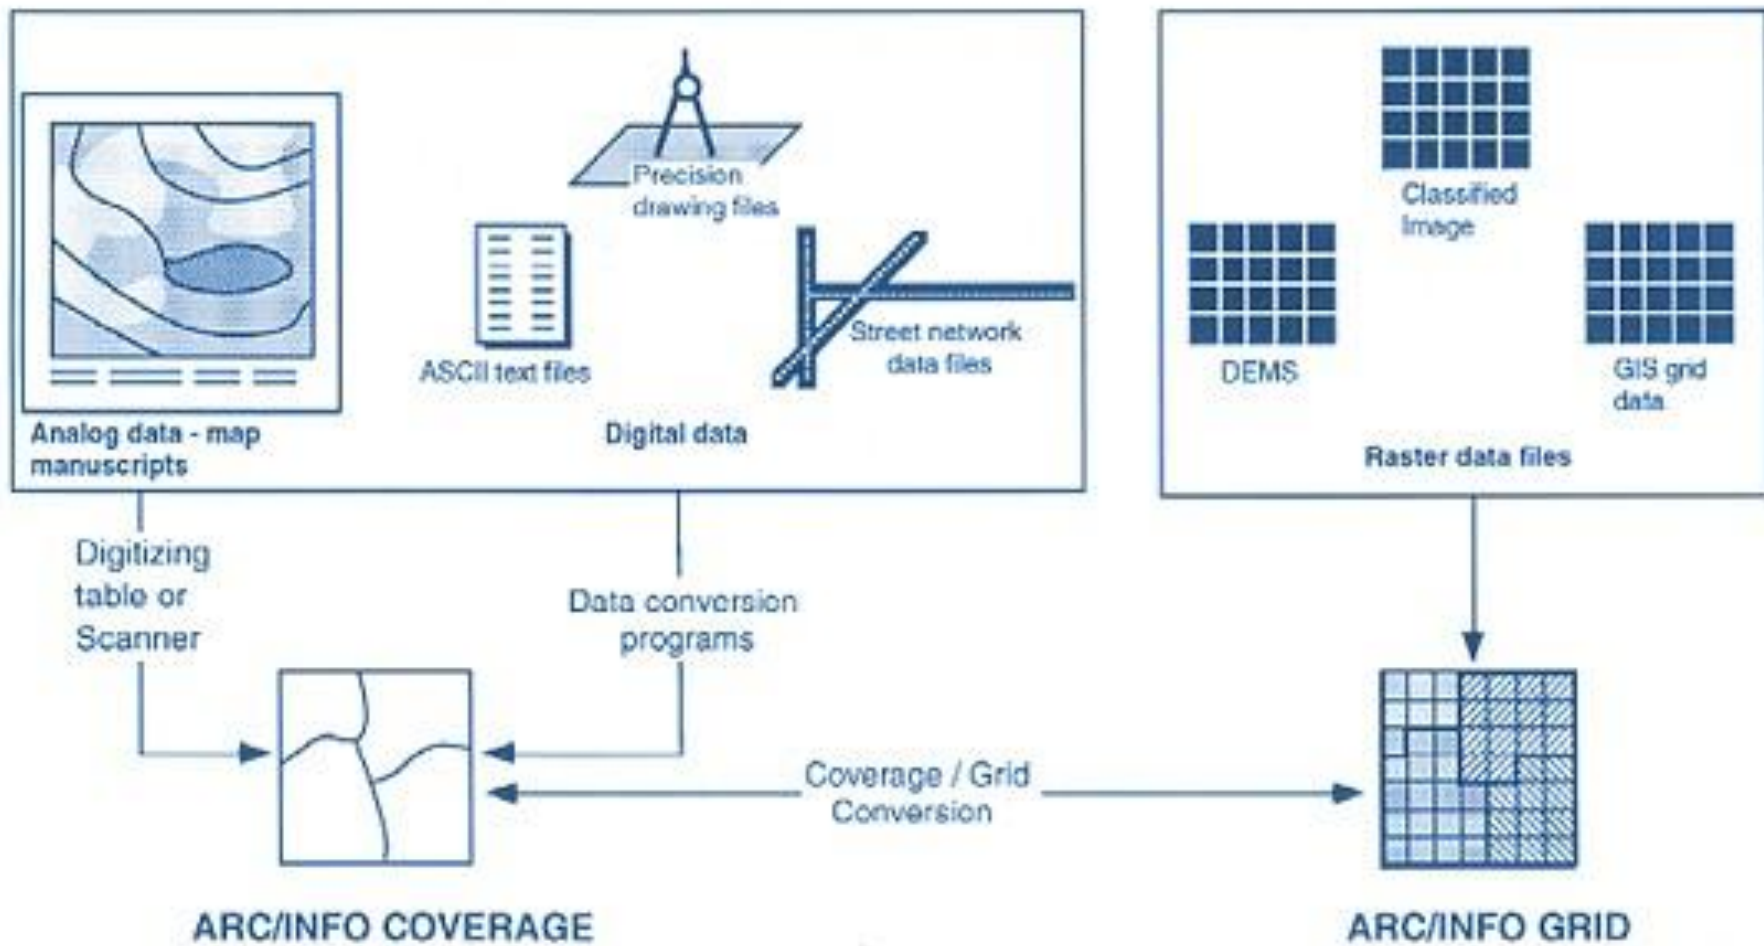 Precision
drawing files
ASCII text files
Street network
data files
Analog data - map
manuscripts
Digital data
Classified
Image
DEMS
GIS grid
data
Raster data files
Digitizing
table or
Scanner
Data conversion
programs
Coverage / Grid
Conversion
ARC/INFO COVERAGE
ARC/INFO GRID